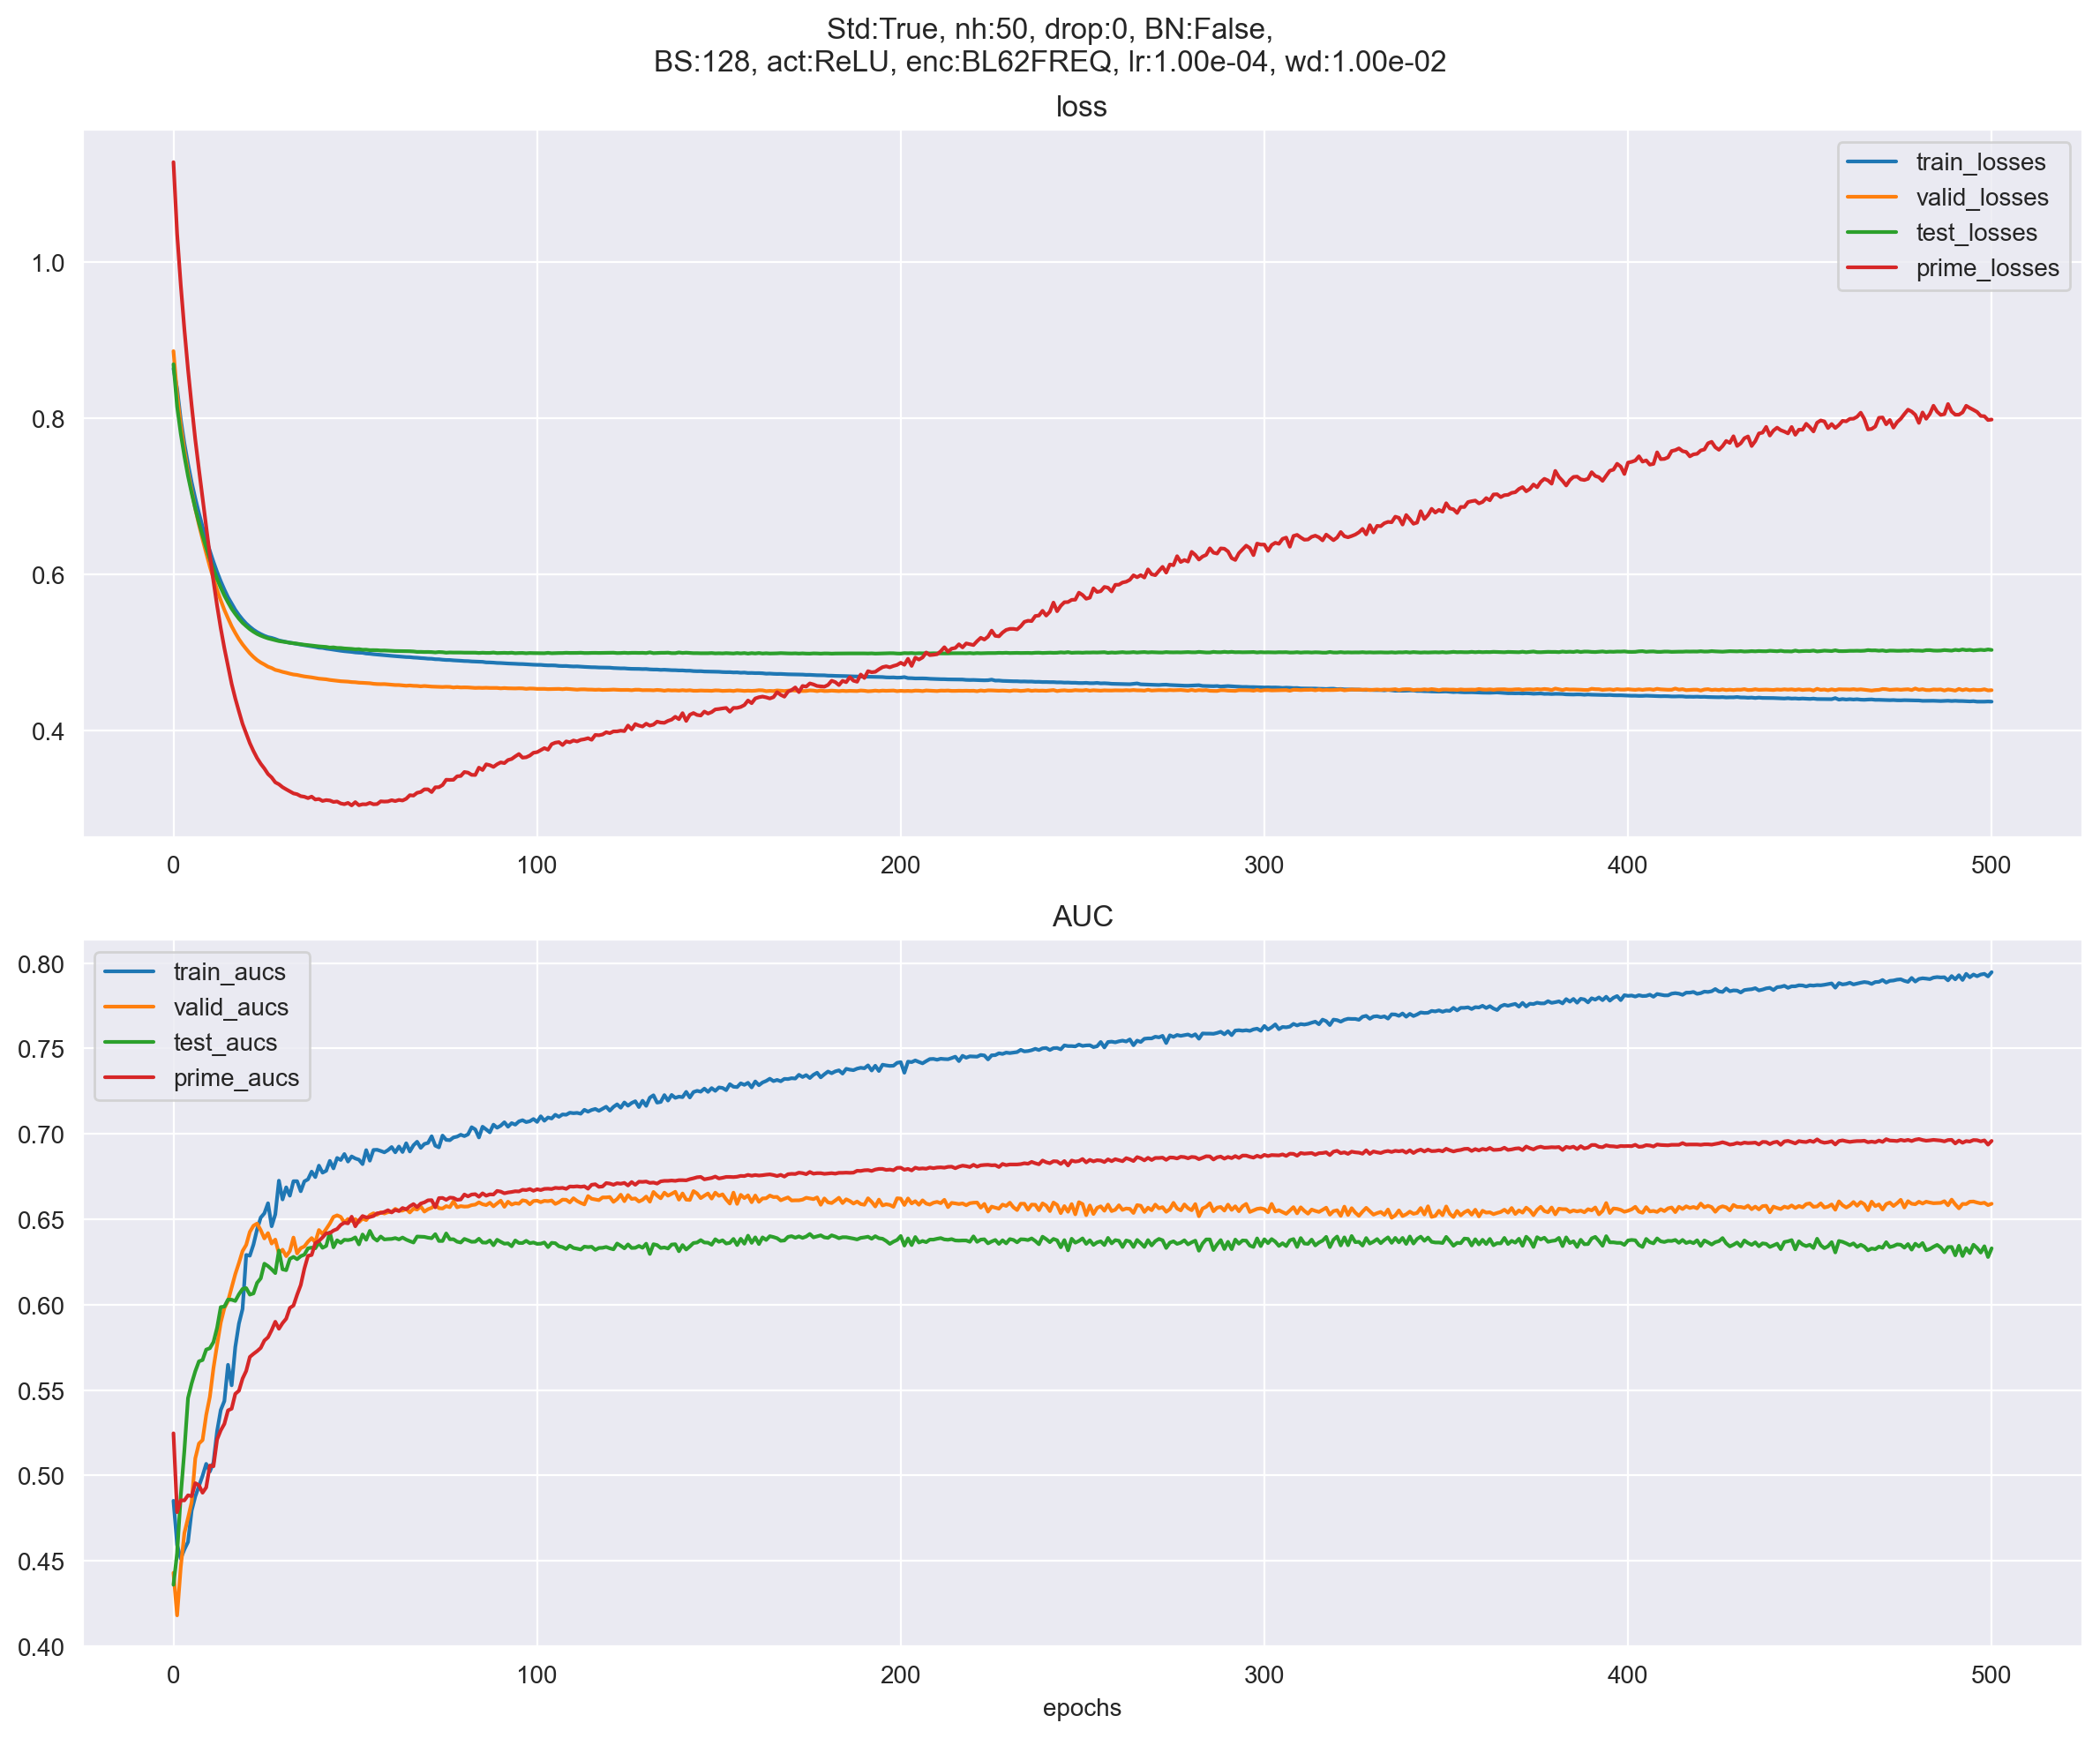 Std:True, nh:50, drop:0, BN:False,
BS:128, act:ReLU, enc:BL62FREQ, lr:1.00e-04, wd:1.00e-02
loss
train_losses
valid_losses
test_losses
prime_losses
1.0
0.8
0.6
0.4
0 100 200 300 400 500
AUC
train_aucs
valid_aucs
test_aucs
prime_aucs
0.80
0.75
0.70
0.65
0.60
0.55
0.50
0.45
0.40
0 100 200 300 400 500
epochs